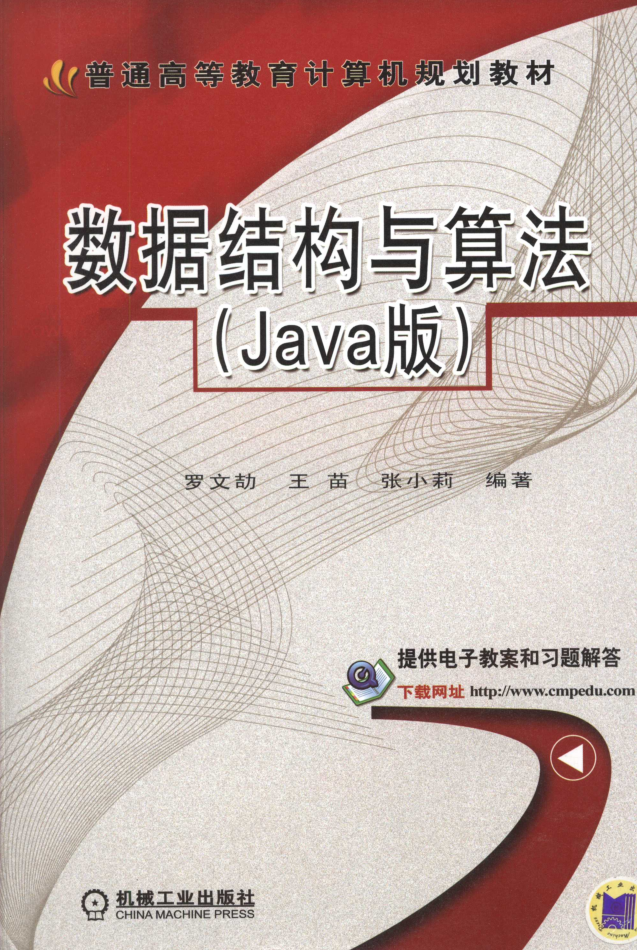 普通高等教育计算机规划教材
数据结构与算法
（Java版）
罗文劼 王苗 张小莉 编著
提供电子教案和习题解答
下载网址 http://www.cmpedu.com
机械工业出版社
CHINA MACHINE PRESS